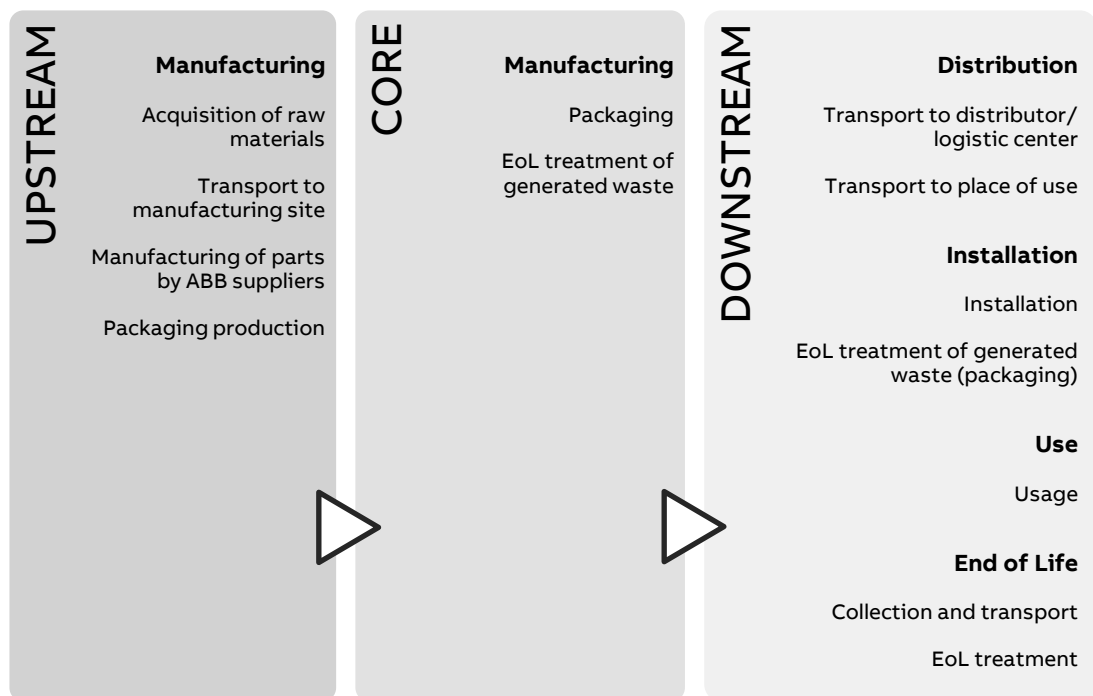 UPSTREAM
Manufacturing
Acquisition of raw
materials
Transport to
manufacturing site
Manufacturing of parts
by ABB suppliers
Packaging production
CORE
Manufacturing
Packaging
EoL treatment of
generated waste
DOWNSTREAM
Distribution
Transport to distributor/
logistic center
Transport to place of use
Installation
Installation
EoL treatment of generated
waste (packaging)
Use
Usage
End of Life
Collection and transport
EoL treatment